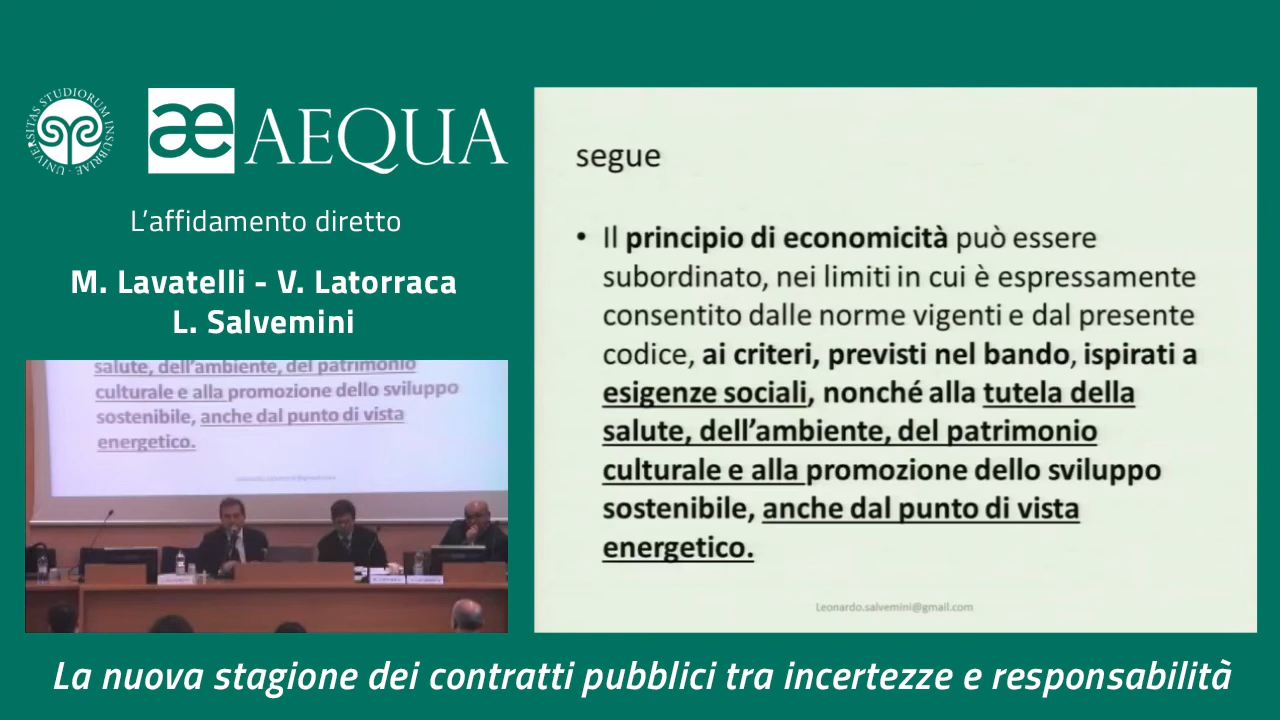 UNIVERSITAS STUDIORUM INSUBRIAE
æ AEQUA
L'affidamento diretto
M. Lavatelli - V. Latorraca
L. Salvemini
salute, dell'ambiente, del patrimonio
culturale e alla promozione dello sviluppo
sostenibile, anche dal punto di vista
energetico.
segue
• Il principio di economicità può essere
subordinato, nei limiti in cui è espressamente
consentito dalle norme vigenti e dal presente
codice, ai criteri, previsti nel bando, ispirati a
esigenze sociali, nonché alla tutela della
salute, dell'ambiente, del patrimonio
culturale e alla promozione dello sviluppo
sostenibile, anche dal punto di vista
energetico.
Leonardo.salvemini@gmail.com
La nuova stagione dei contratti pubblici tra incertezze e responsabilità